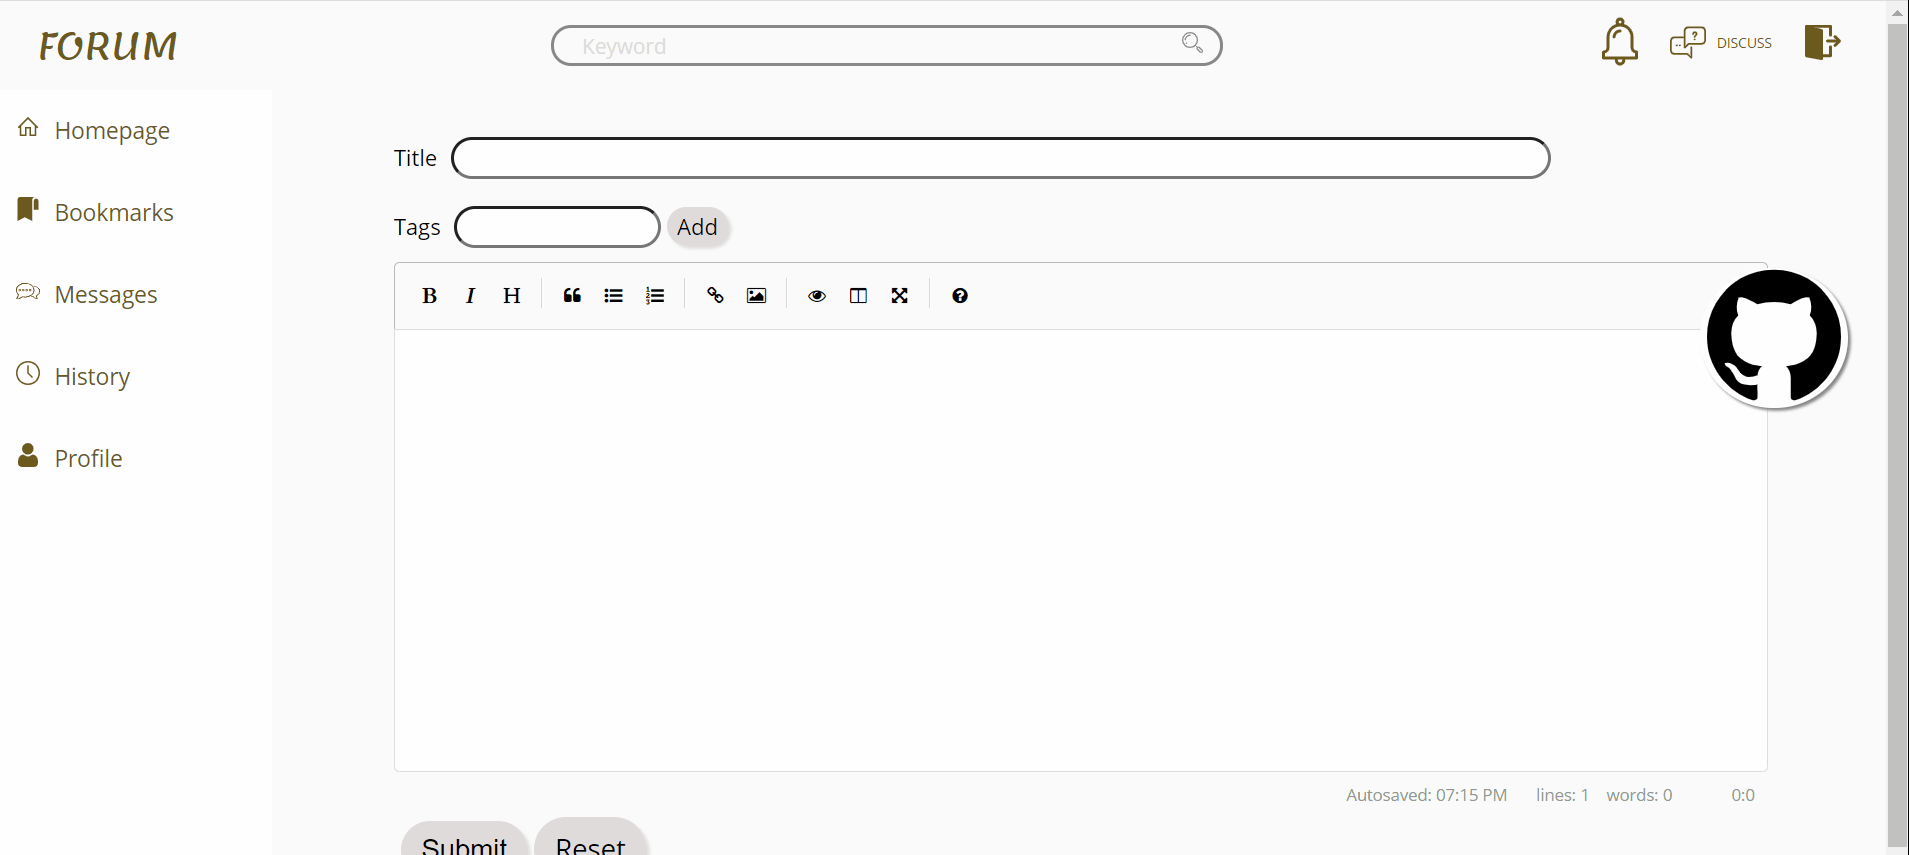 FORUM
Keyword
DISCUSS
Homepage
Bookmarks
Messages
History
Profile
Title
Tags Add
B I H
Autosaved: 07:15 PM lines: 1 words: 0 0:0
Submit Reset